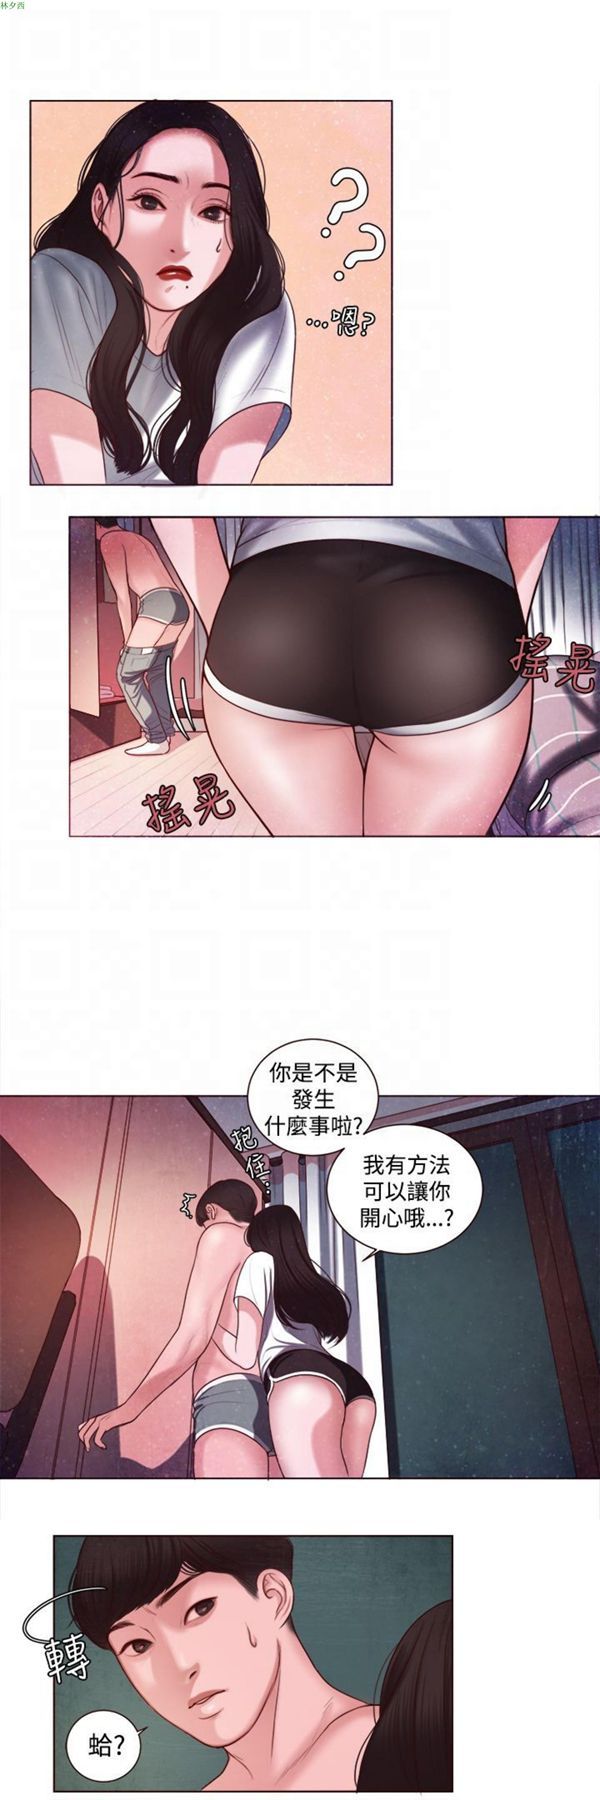 林夕西
??
...嗯?
搖晃
搖晃
你是不是
發生
什麼事啦?
抱
住...
我有方法
可以讓你
開心哦...?
轉
蛤?